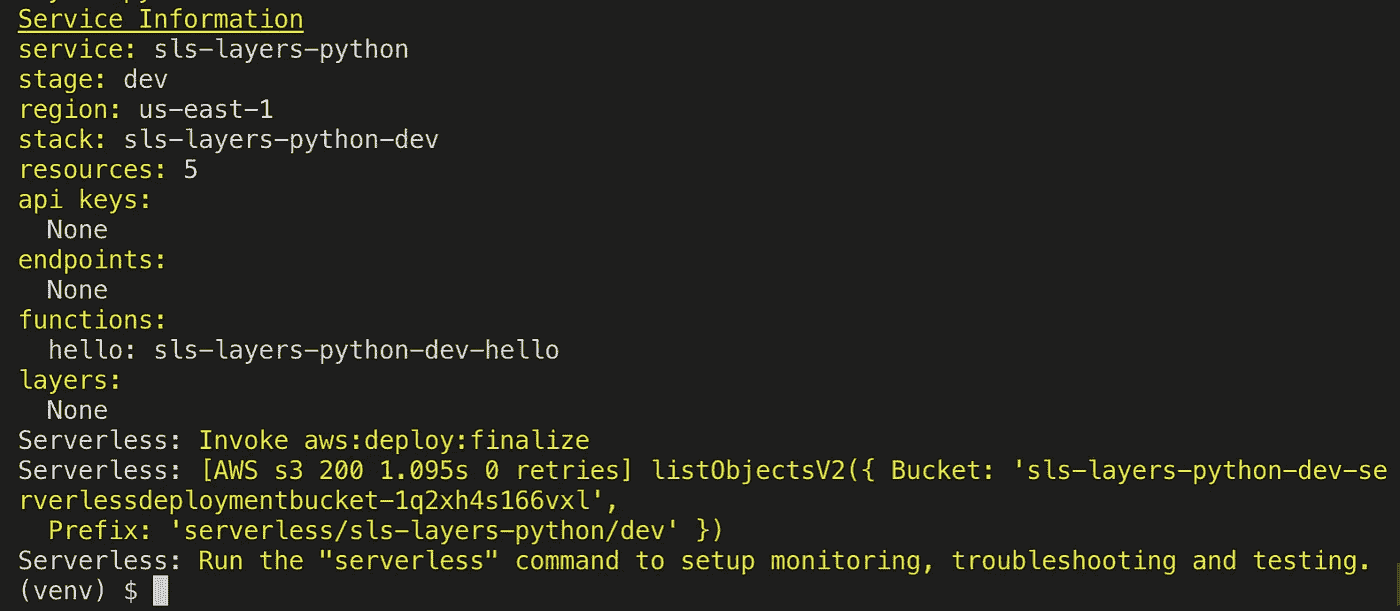 Service Information
service: sls-layers-python
stage: dev
region: us-east-1
stack: sls-layers-python-dev
resources: 5
api keys:
  None
endpoints:
  None
functions:
  hello: sls-layers-python-dev-hello
layers:
  None
Serverless: Invoke aws:deploy:finalize
Serverless: [AWS s3 200 1.095s 0 retries] listObjectsV2({ Bucket: 'sls-layers-python-dev-se
rverlessdeploymentbucket-1q2xh4s166vxl',
  Prefix: 'serverless/sls-layers-python/dev' })
Serverless: Run the "serverless" command to setup monitoring, troubleshooting and testing.
(venv) $